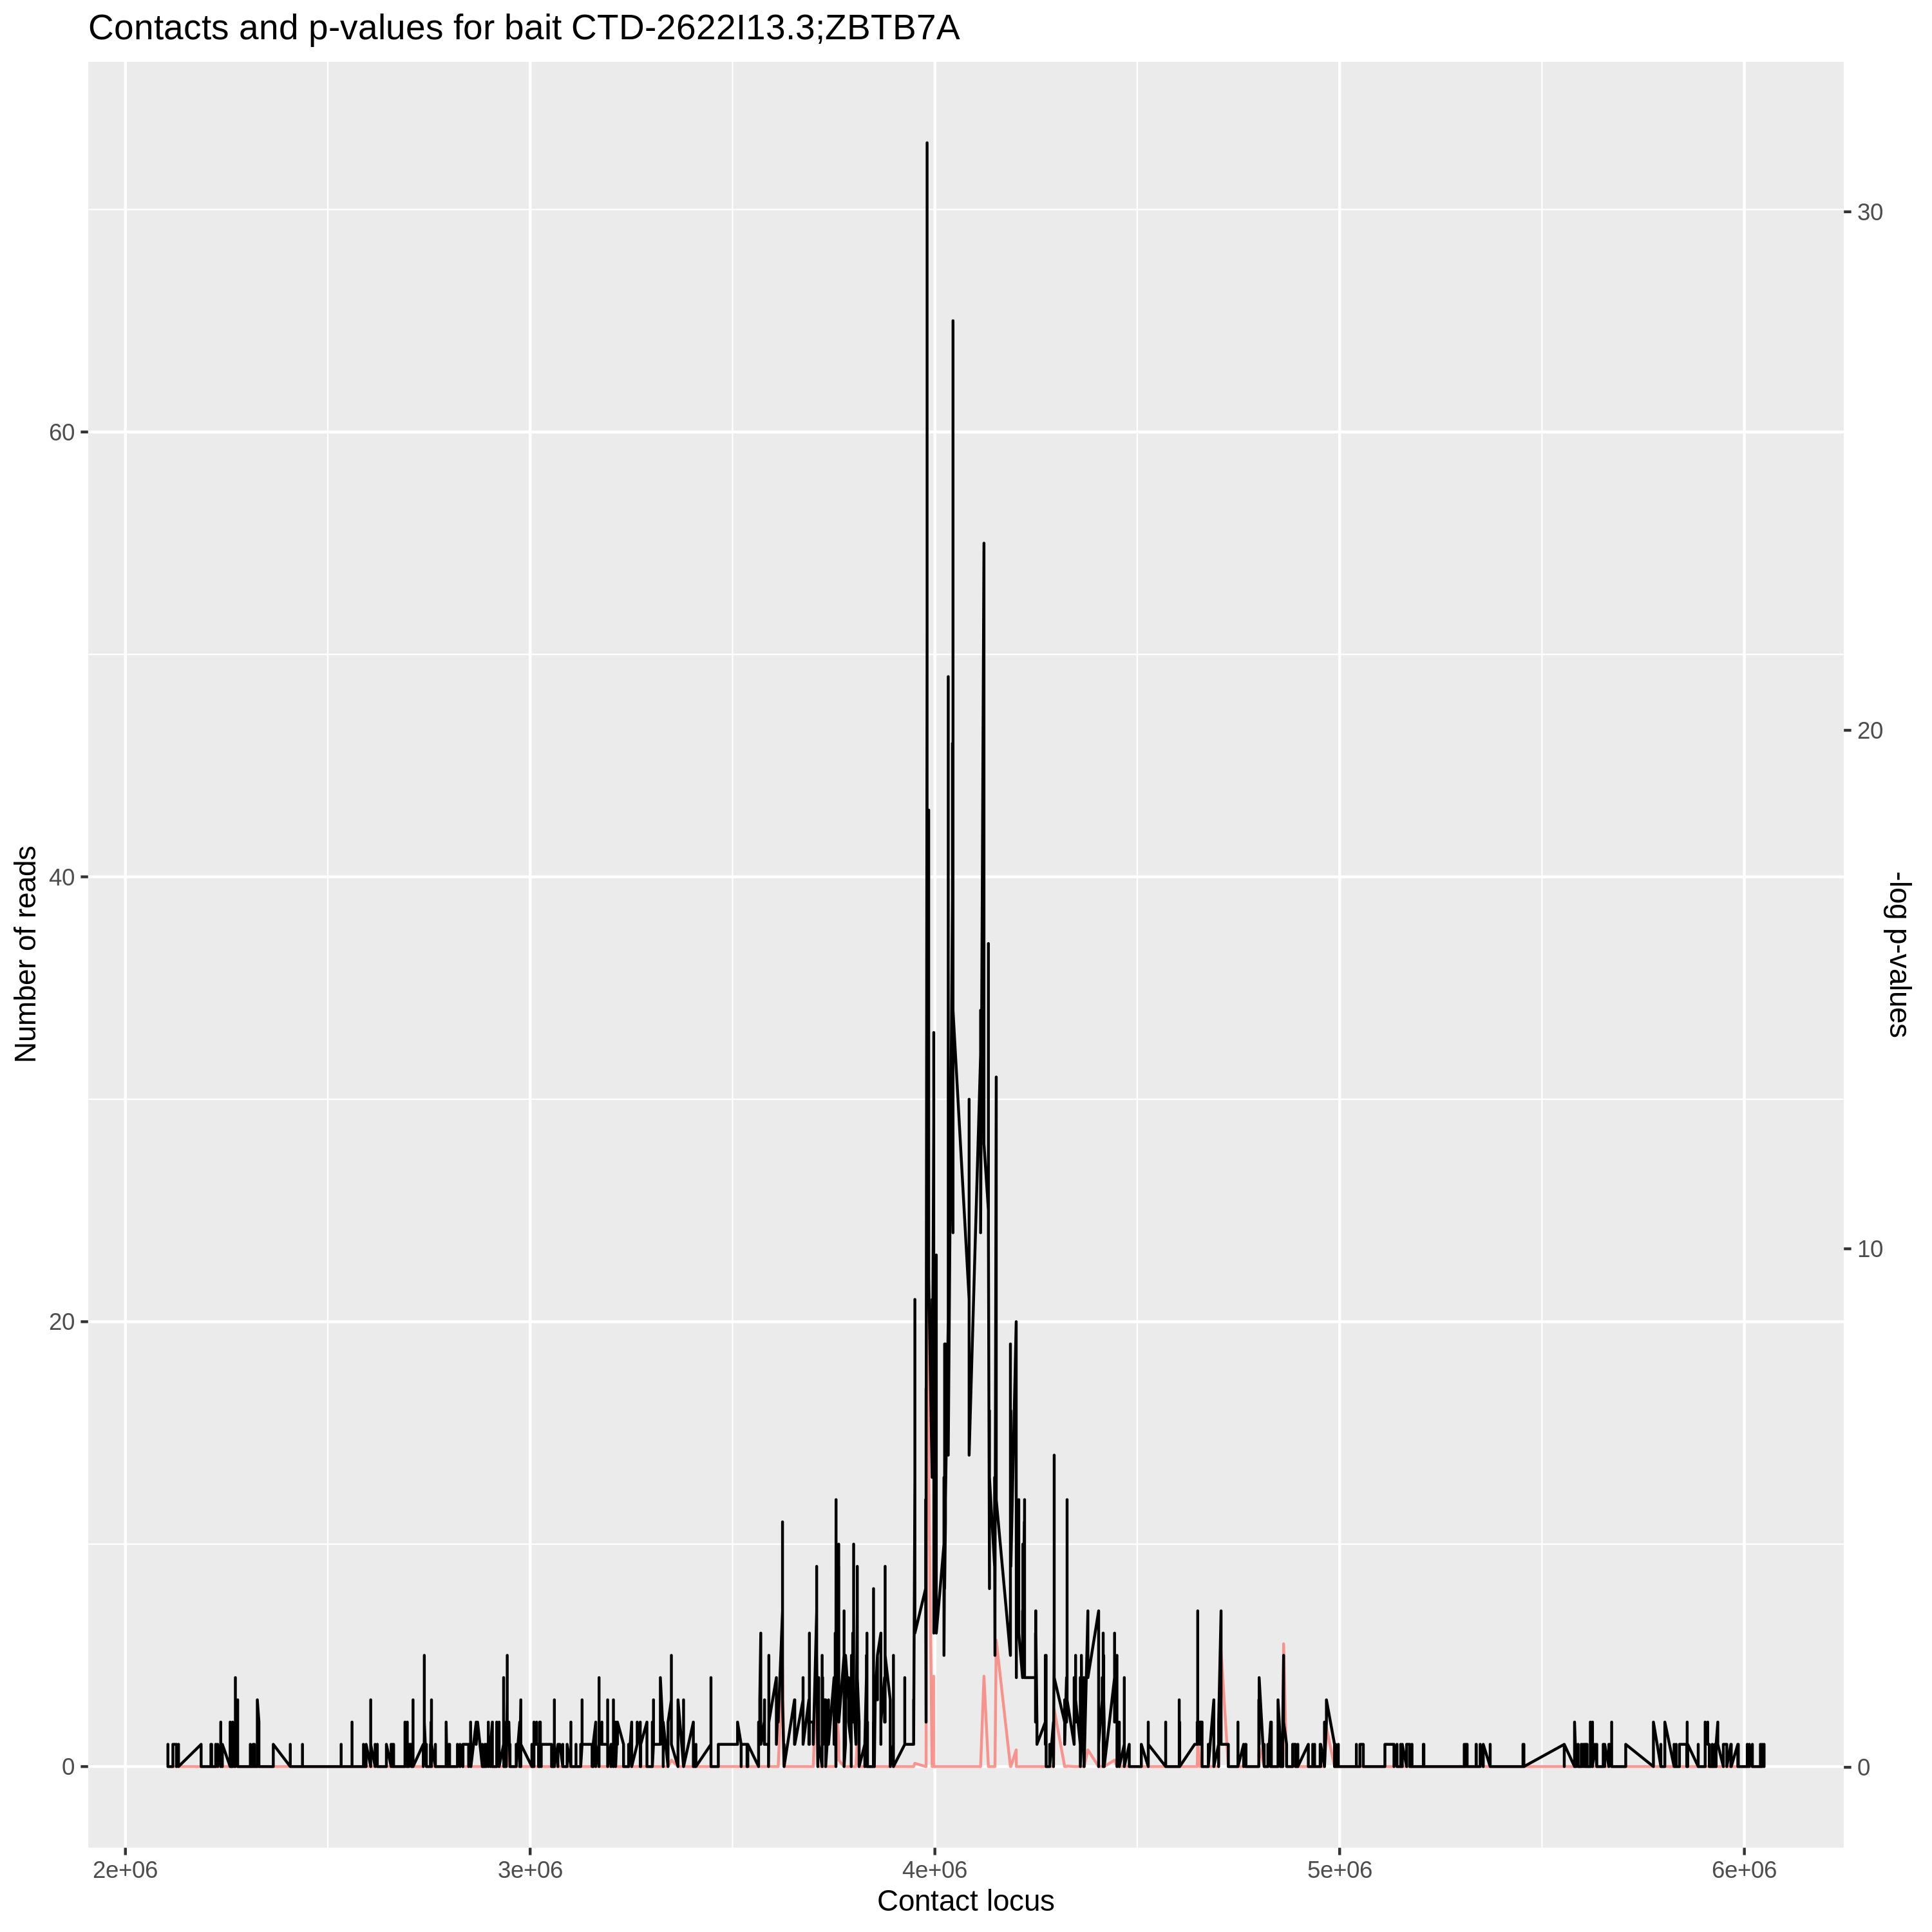 Contacts and p-values for bait CTD-2622I13.3;ZBTB7A
30
60
20
40
Number of reads
-log p-values
10
20
0
0
2e+06 3e+06 4e+06 5e+06 6e+06
Contact locus